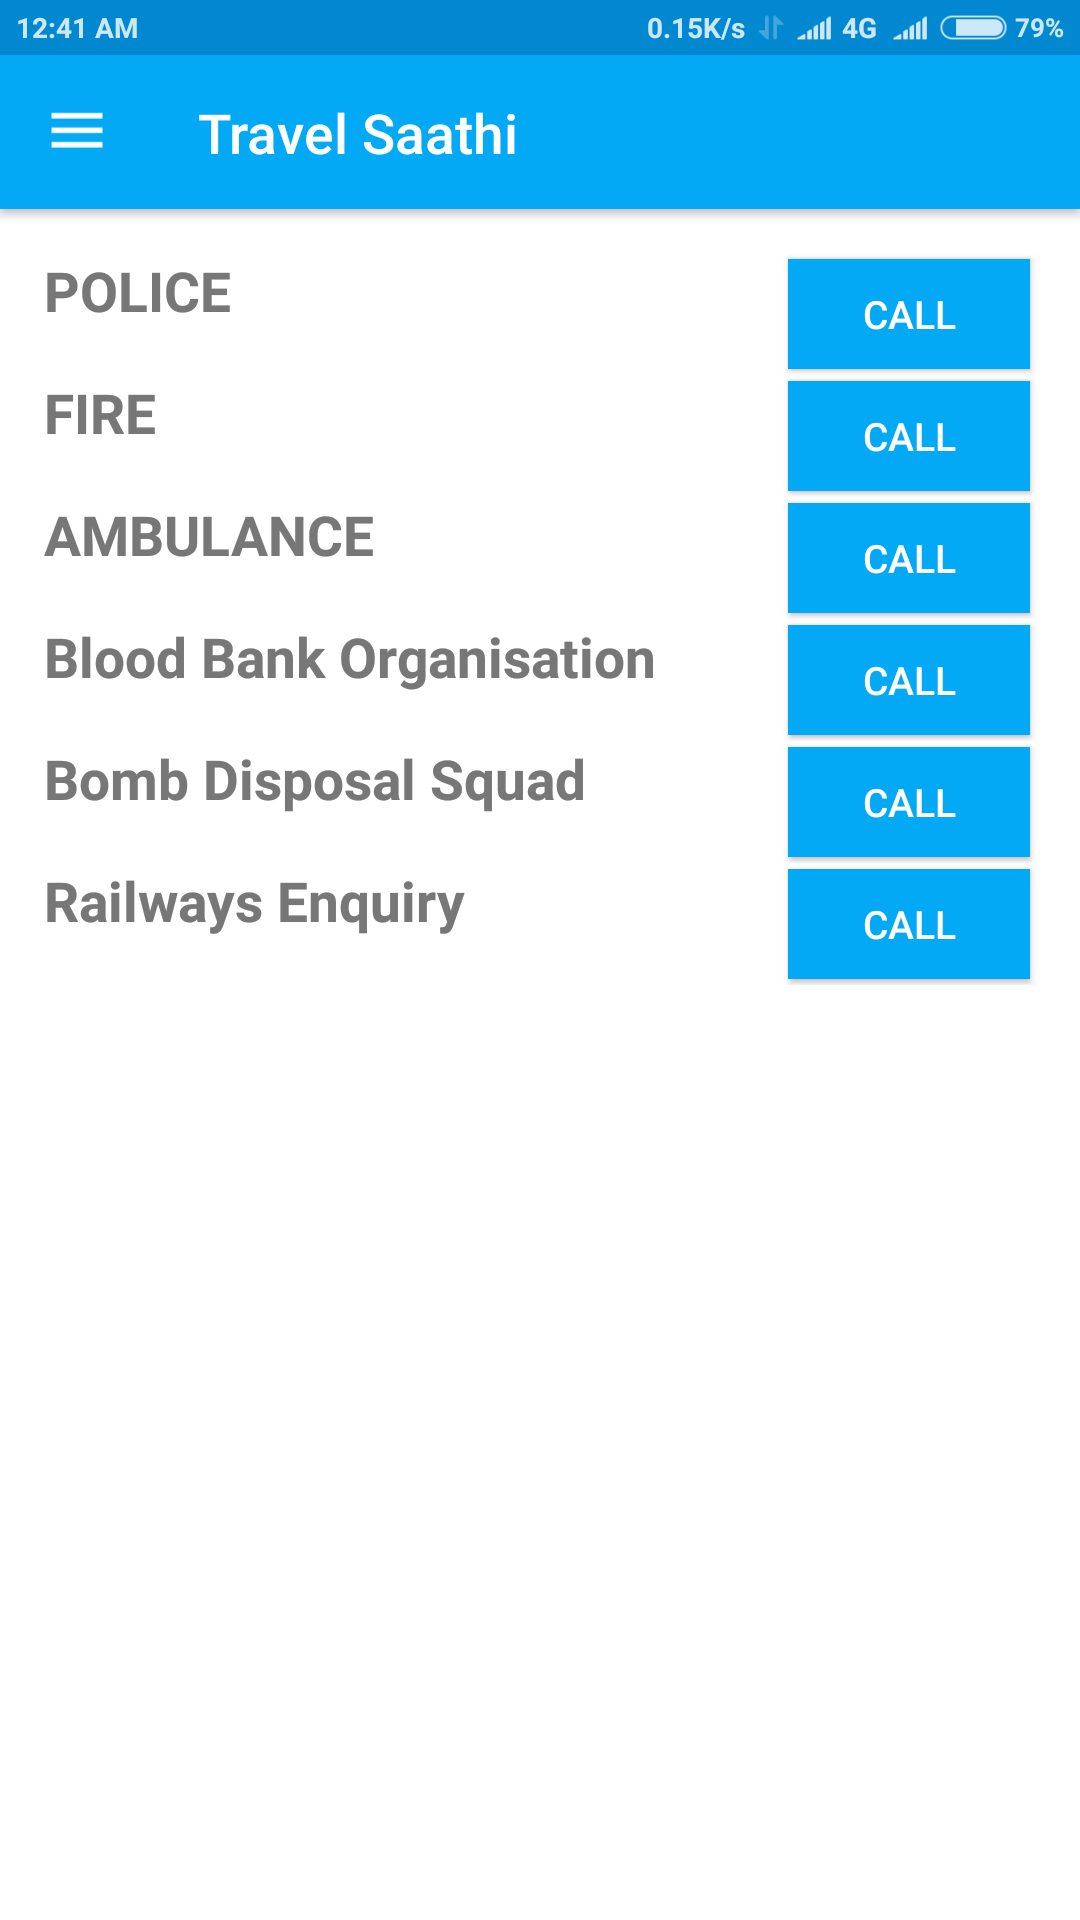 12:41 AM 0.15K/s 4G 79%
Travel Saathi
POLICE CALL
FIRE CALL
AMBULANCE CALL
Blood Bank Organisation CALL
Bomb Disposal Squad CALL
Railways Enquiry CALL